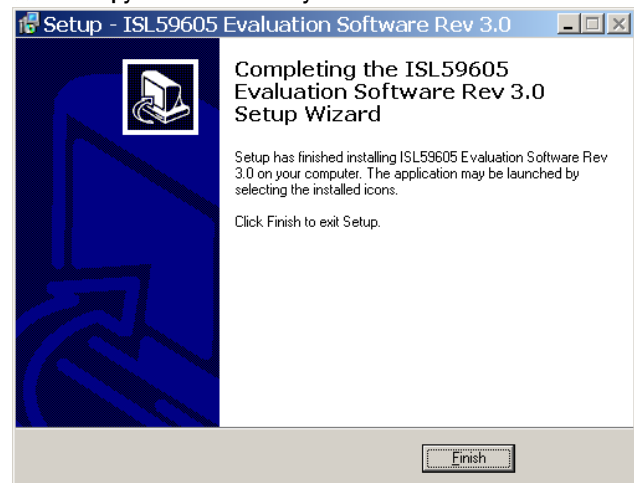 Setup - ISL59605 Evaluation Software Rev 3.0
Completing the ISL59605
Evaluation Software Rev 3.0
Setup Wizard
Setup has finished installing ISL59605 Evaluation Software Rev
3.0 on your computer. The application may be launched by
selecting the installed icons.
Click Finish to exit Setup.
Finish